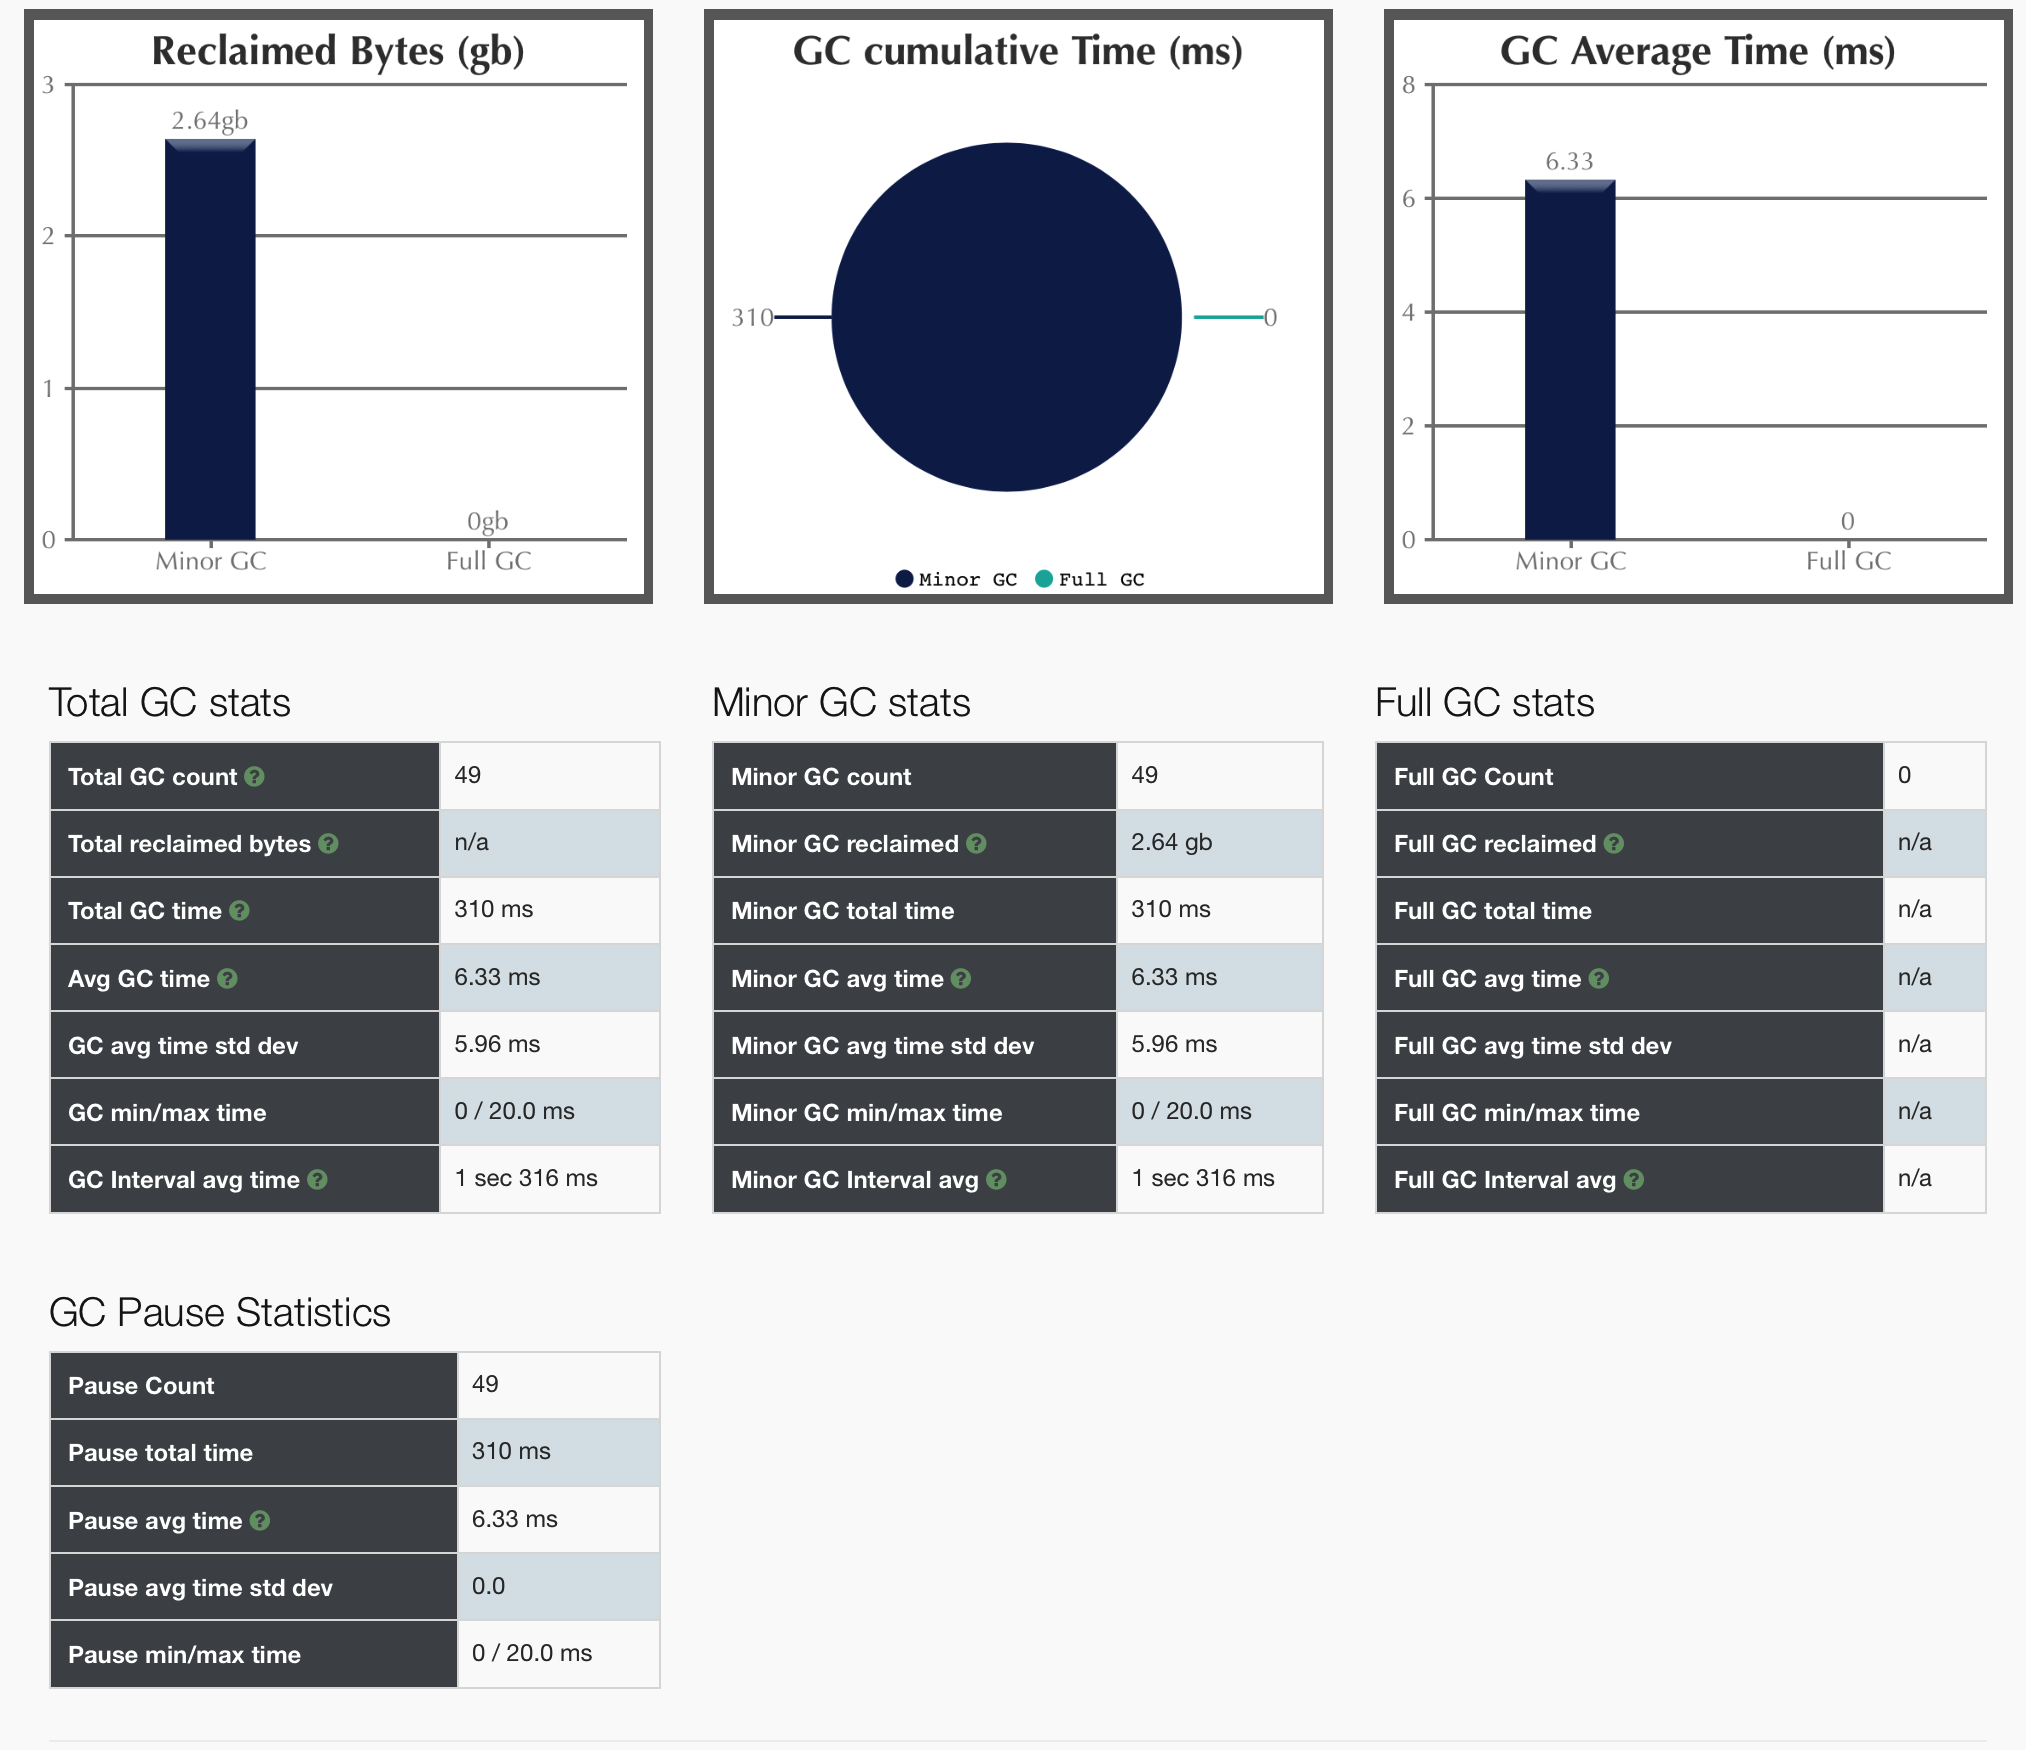 Reclaimed Bytes (gb)
3
2.64gb
2
1
0gb
0
Minor GC Full GC
GC cumulative Time (ms)
310 0
Minor GC Full GC
GC Average Time (ms)
8
6.33
6
4
2
0
0
Minor GC Full GC
Total GC stats
Total GC count ? 49
Total reclaimed bytes ? n/a
Total GC time ? 310 ms
Avg GC time ? 6.33 ms
GC avg time std dev 5.96 ms
GC min/max time 0 / 20.0 ms
GC Interval avg time ? 1 sec 316 ms
Minor GC stats
Minor GC count 49
Minor GC reclaimed ? 2.64 gb
Minor GC total time 310 ms
Minor GC avg time ? 6.33 ms
Minor GC avg time std dev 5.96 ms
Minor GC min/max time 0 / 20.0 ms
Minor GC Interval avg ? 1 sec 316 ms
Full GC stats
Full GC Count 0
Full GC reclaimed ? n/a
Full GC total time n/a
Full GC avg time ? n/a
Full GC avg time std dev n/a
Full GC min/max time n/a
Full GC Interval avg ? n/a
GC Pause Statistics
Pause Count 49
Pause total time 310 ms
Pause avg time ? 6.33 ms
Pause avg time std dev 0.0
Pause min/max time 0 / 20.0 ms